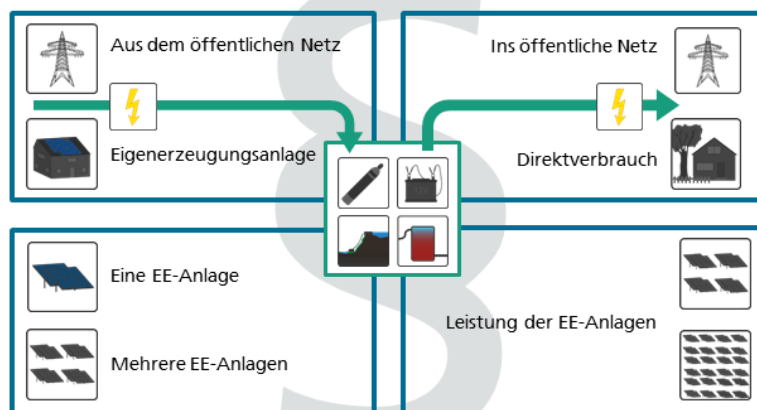 Aus dem öffentlichen Netz
Eigenerzeugungsanlage
Ins öffentliche Netz
Direktverbrauch
Eine EE-Anlage
Mehrere EE-Anlagen
Leistung der EE-Anlagen